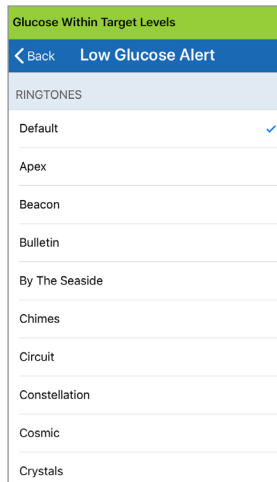 Glucose Within Target Levels
Back Low Glucose Alert
RINGTONES
Default
Apex
Beacon
Bulletin
By The Seaside
Chimes
Circuit
Constellation
Cosmic
Crystals